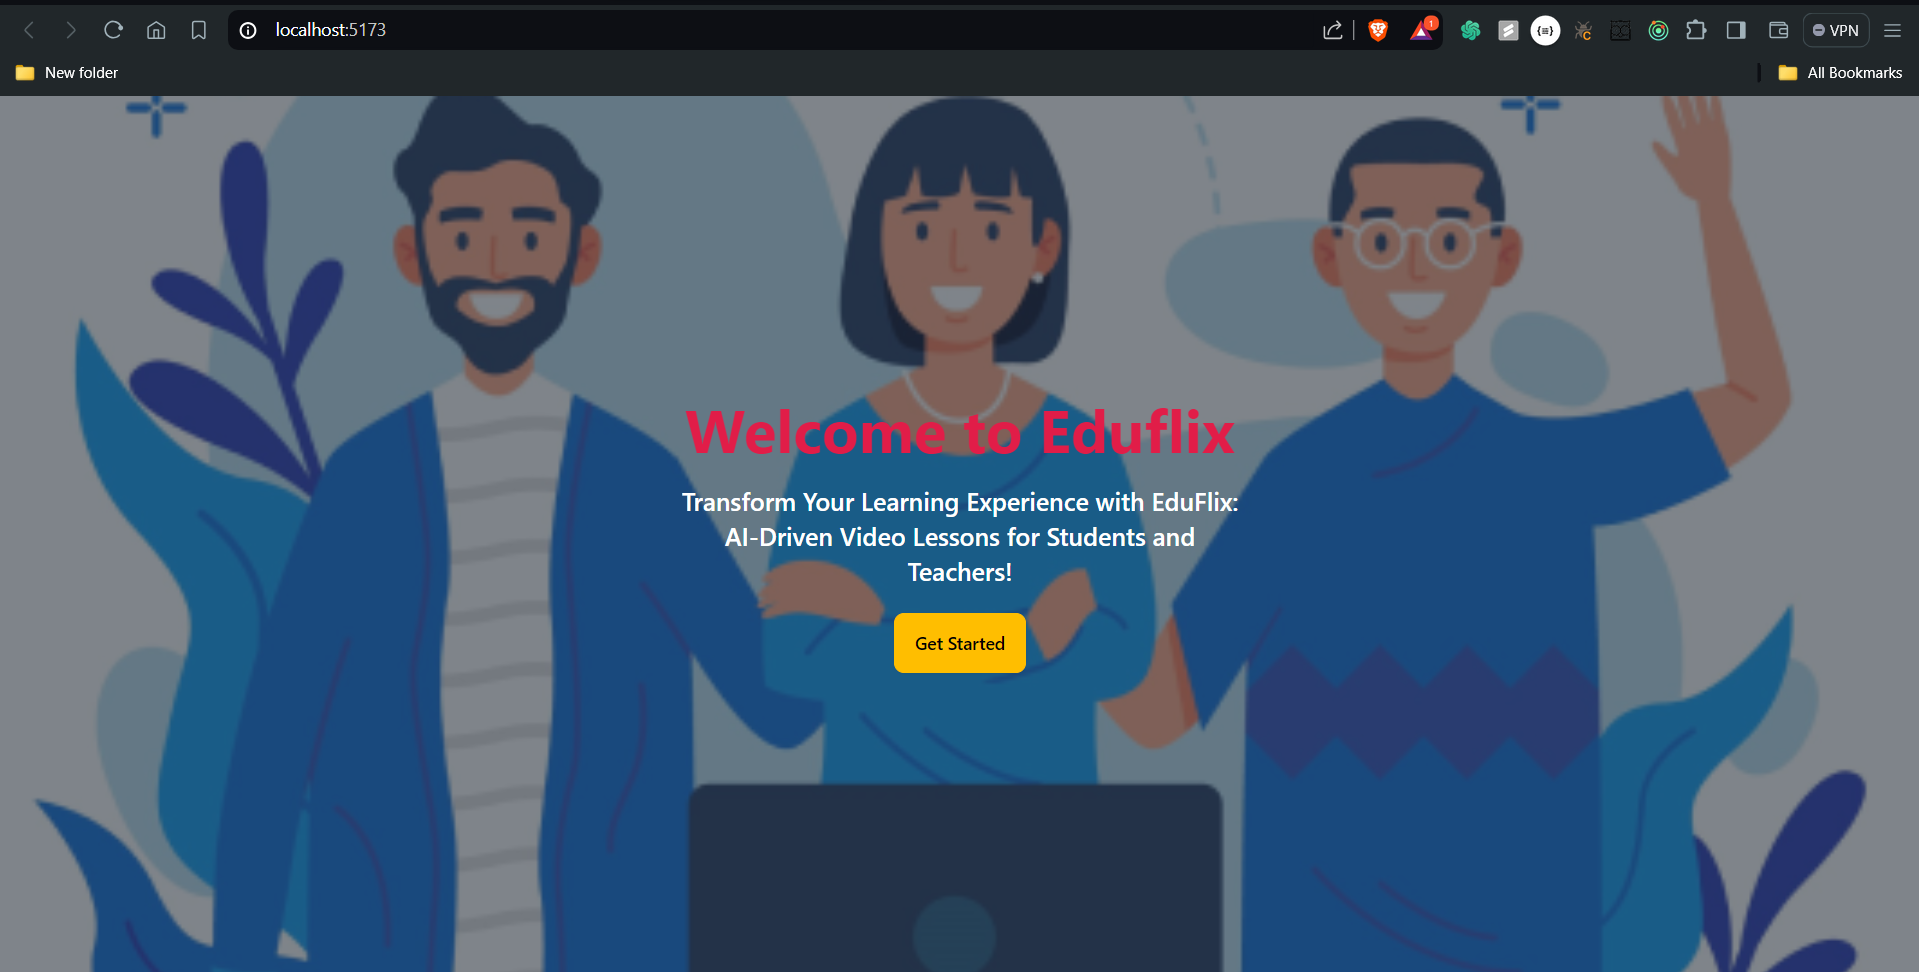 localhost:5173
1
VPN
New folder
All Bookmarks
Welcome to Eduflix
Transform Your Learning Experience with EduFlix:
AI-Driven Video Lessons for Students and
Teachers!
Get Started